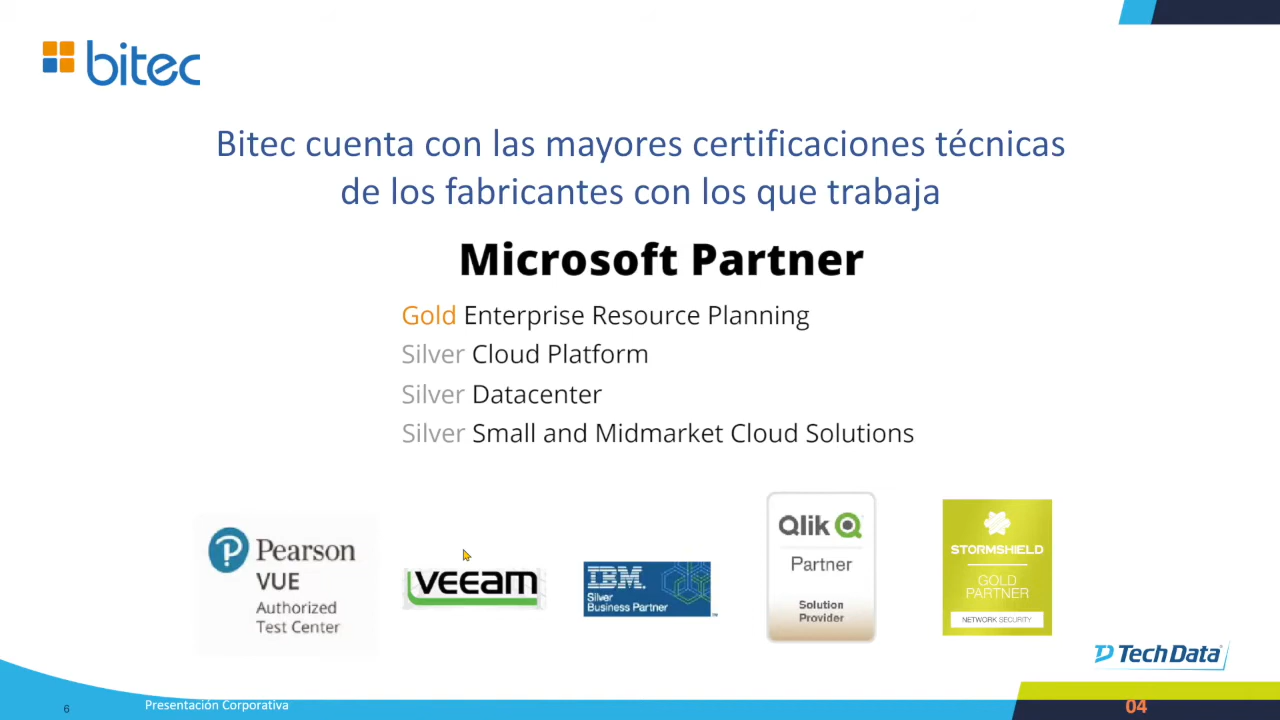 bitec
Bitec cuenta con las mayores certificaciones técnicas
de los fabricantes con los que trabaja
Microsoft Partner
Gold Enterprise Resource Planning
Silver Cloud Platform
Silver Datacenter
Silver Small and Midmarket Cloud Solutions
Pearson
VUE
Authorized
Test Center
veeam
IBM
Silver
Business Partner
Qlik
Partner
Solution
Provider
STORMSHIELD
GOLD
PARTNER
NETWORK SECURITY
Tech Data
6
Presentación Corporativa
04